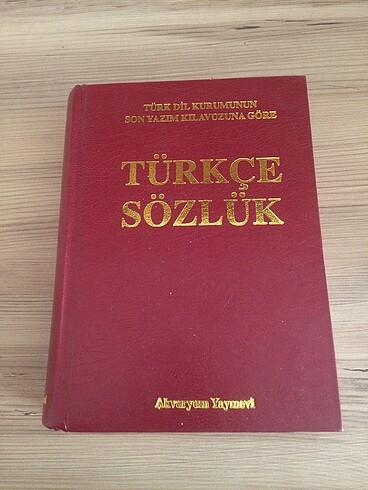 TÜRK DİL KURUMUNUN
SON YAZIM KILAVUZUNA GÖRE
TÜRKÇE
SÖZLÜK
Akvaryum Yayınevi